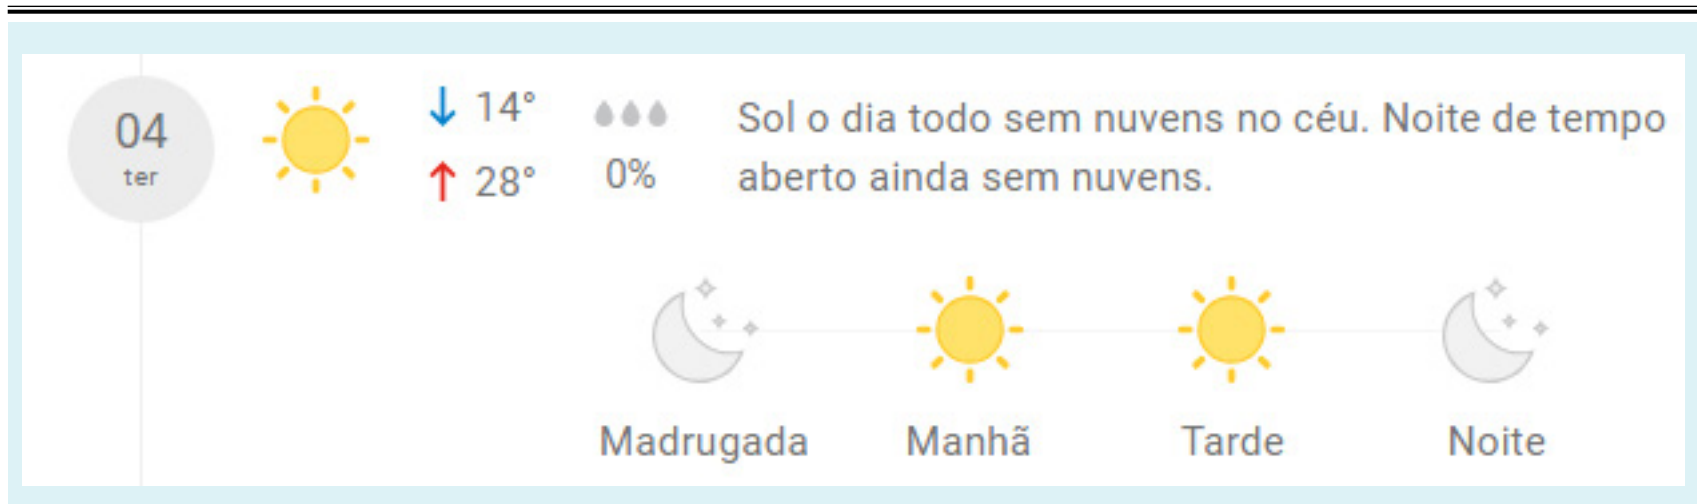 04
ter
↓ 14°
↑ 28°
0%
Sol o dia todo sem nuvens no céu. Noite de tempo
aberto ainda sem nuvens.
Madrugada Manhã Tarde Noite